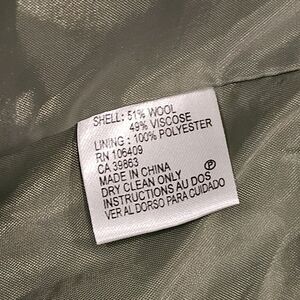 SHELL: 51% WOOL
49% VISCOSE
LINING : 100% POLYESTER
RN 106409
CA 39863
MADE IN CHINA
DRY CLEAN ONLY Ⓟ
INSTRUCTIONS AU DOS
VER AL DORSO PARA CUIDADO